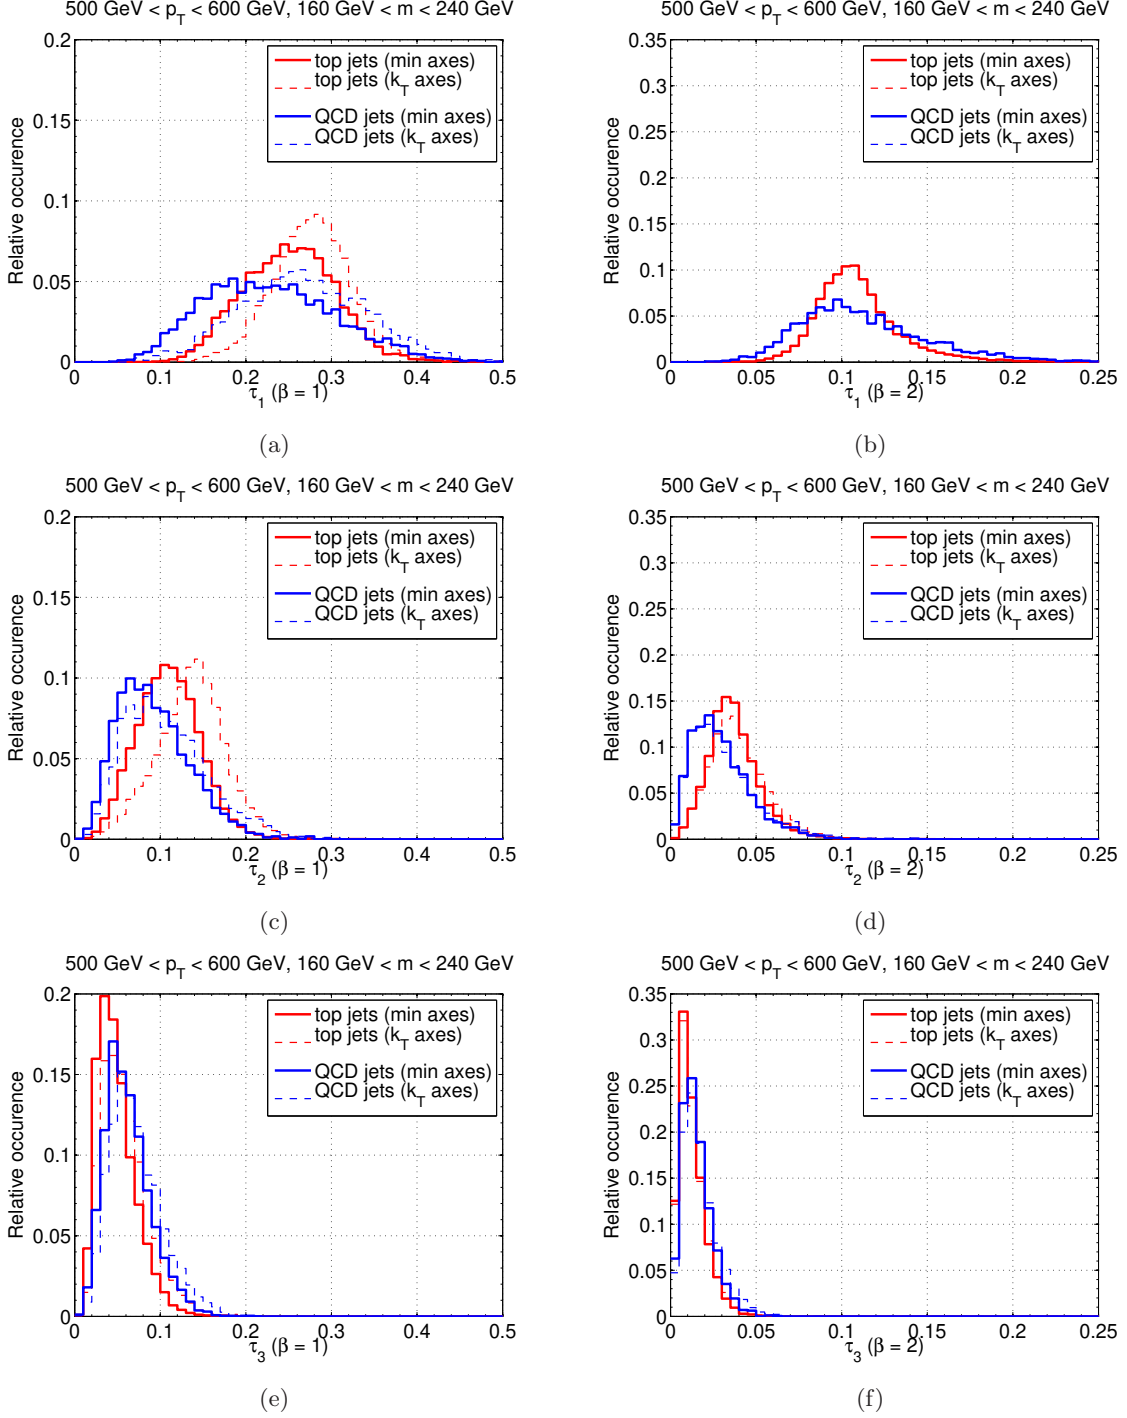 500 GeV < p_T < 600 GeV, 160 GeV < m < 240 GeV
0.2
0.15
0.1
0.05
0
Relative occurence
top jets (min axes)
top jets (k_T axes)
QCD jets (min axes)
QCD jets (k_T axes)
0 0.1 0.2 0.3 0.4 0.5
τ_1 (β = 1)
(a)
500 GeV < p_T < 600 GeV, 160 GeV < m < 240 GeV
0.35
0.3
0.25
0.2
0.15
0.1
0.05
0
Relative occurence
top jets (min axes)
top jets (k_T axes)
QCD jets (min axes)
QCD jets (k_T axes)
0 0.05 0.1 0.15 0.2 0.25
τ_1 (β = 2)
(b)
500 GeV < p_T < 600 GeV, 160 GeV < m < 240 GeV
0.2
0.15
0.1
0.05
0
Relative occurence
top jets (min axes)
top jets (k_T axes)
QCD jets (min axes)
QCD jets (k_T axes)
0 0.1 0.2 0.3 0.4 0.5
τ_2 (β = 1)
(c)
500 GeV < p_T < 600 GeV, 160 GeV < m < 240 GeV
0.35
0.3
0.25
0.2
0.15
0.1
0.05
0
Relative occurence
top jets (min axes)
top jets (k_T axes)
QCD jets (min axes)
QCD jets (k_T axes)
0 0.05 0.1 0.15 0.2 0.25
τ_2 (β = 2)
(d)
500 GeV < p_T < 600 GeV, 160 GeV < m < 240 GeV
0.2
0.15
0.1
0.05
0
Relative occurence
top jets (min axes)
top jets (k_T axes)
QCD jets (min axes)
QCD jets (k_T axes)
0 0.1 0.2 0.3 0.4 0.5
τ_3 (β = 1)
(e)
500 GeV < p_T < 600 GeV, 160 GeV < m < 240 GeV
0.35
0.3
0.25
0.2
0.15
0.1
0.05
0
Relative occurence
top jets (min axes)
top jets (k_T axes)
QCD jets (min axes)
QCD jets (k_T axes)
0 0.05 0.1 0.15 0.2 0.25
τ_3 (β = 2)
(f)